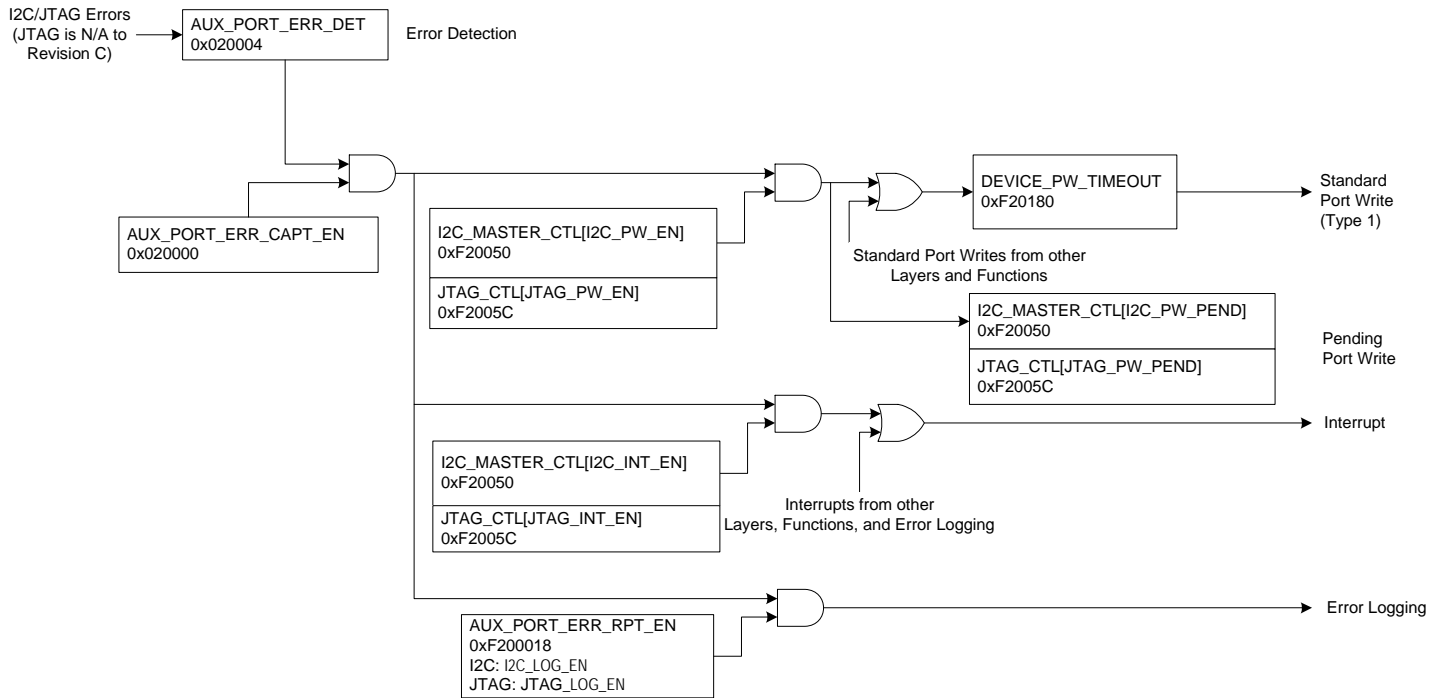 I2C/JTAG Errors
(JTAG is N/A to
Revision C)
AUX_PORT_ERR_DET
0x020004
Error Detection
AUX_PORT_ERR_CAPT_EN
0x020000
I2C_MASTER_CTL[I2C_PW_EN]
0xF20050
JTAG_CTL[JTAG_PW_EN]
0xF2005C
DEVICE_PW_TIMEOUT
0xF20180
Standard
Port Write
(Type 1)
Standard Port Writes from other
Layers and Functions
I2C_MASTER_CTL[I2C_PW_PEND]
0xF20050
JTAG_CTL[JTAG_PW_PEND]
0xF2005C
Pending
Port Write
I2C_MASTER_CTL[I2C_INT_EN]
0xF20050
JTAG_CTL[JTAG_INT_EN]
0xF2005C
Interrupt
Interrupts from other
Layers, Functions, and Error Logging
AUX_PORT_ERR_RPT_EN
0xF200018
I2C: I2C_LOG_EN
JTAG: JTAG_LOG_EN
Error Logging